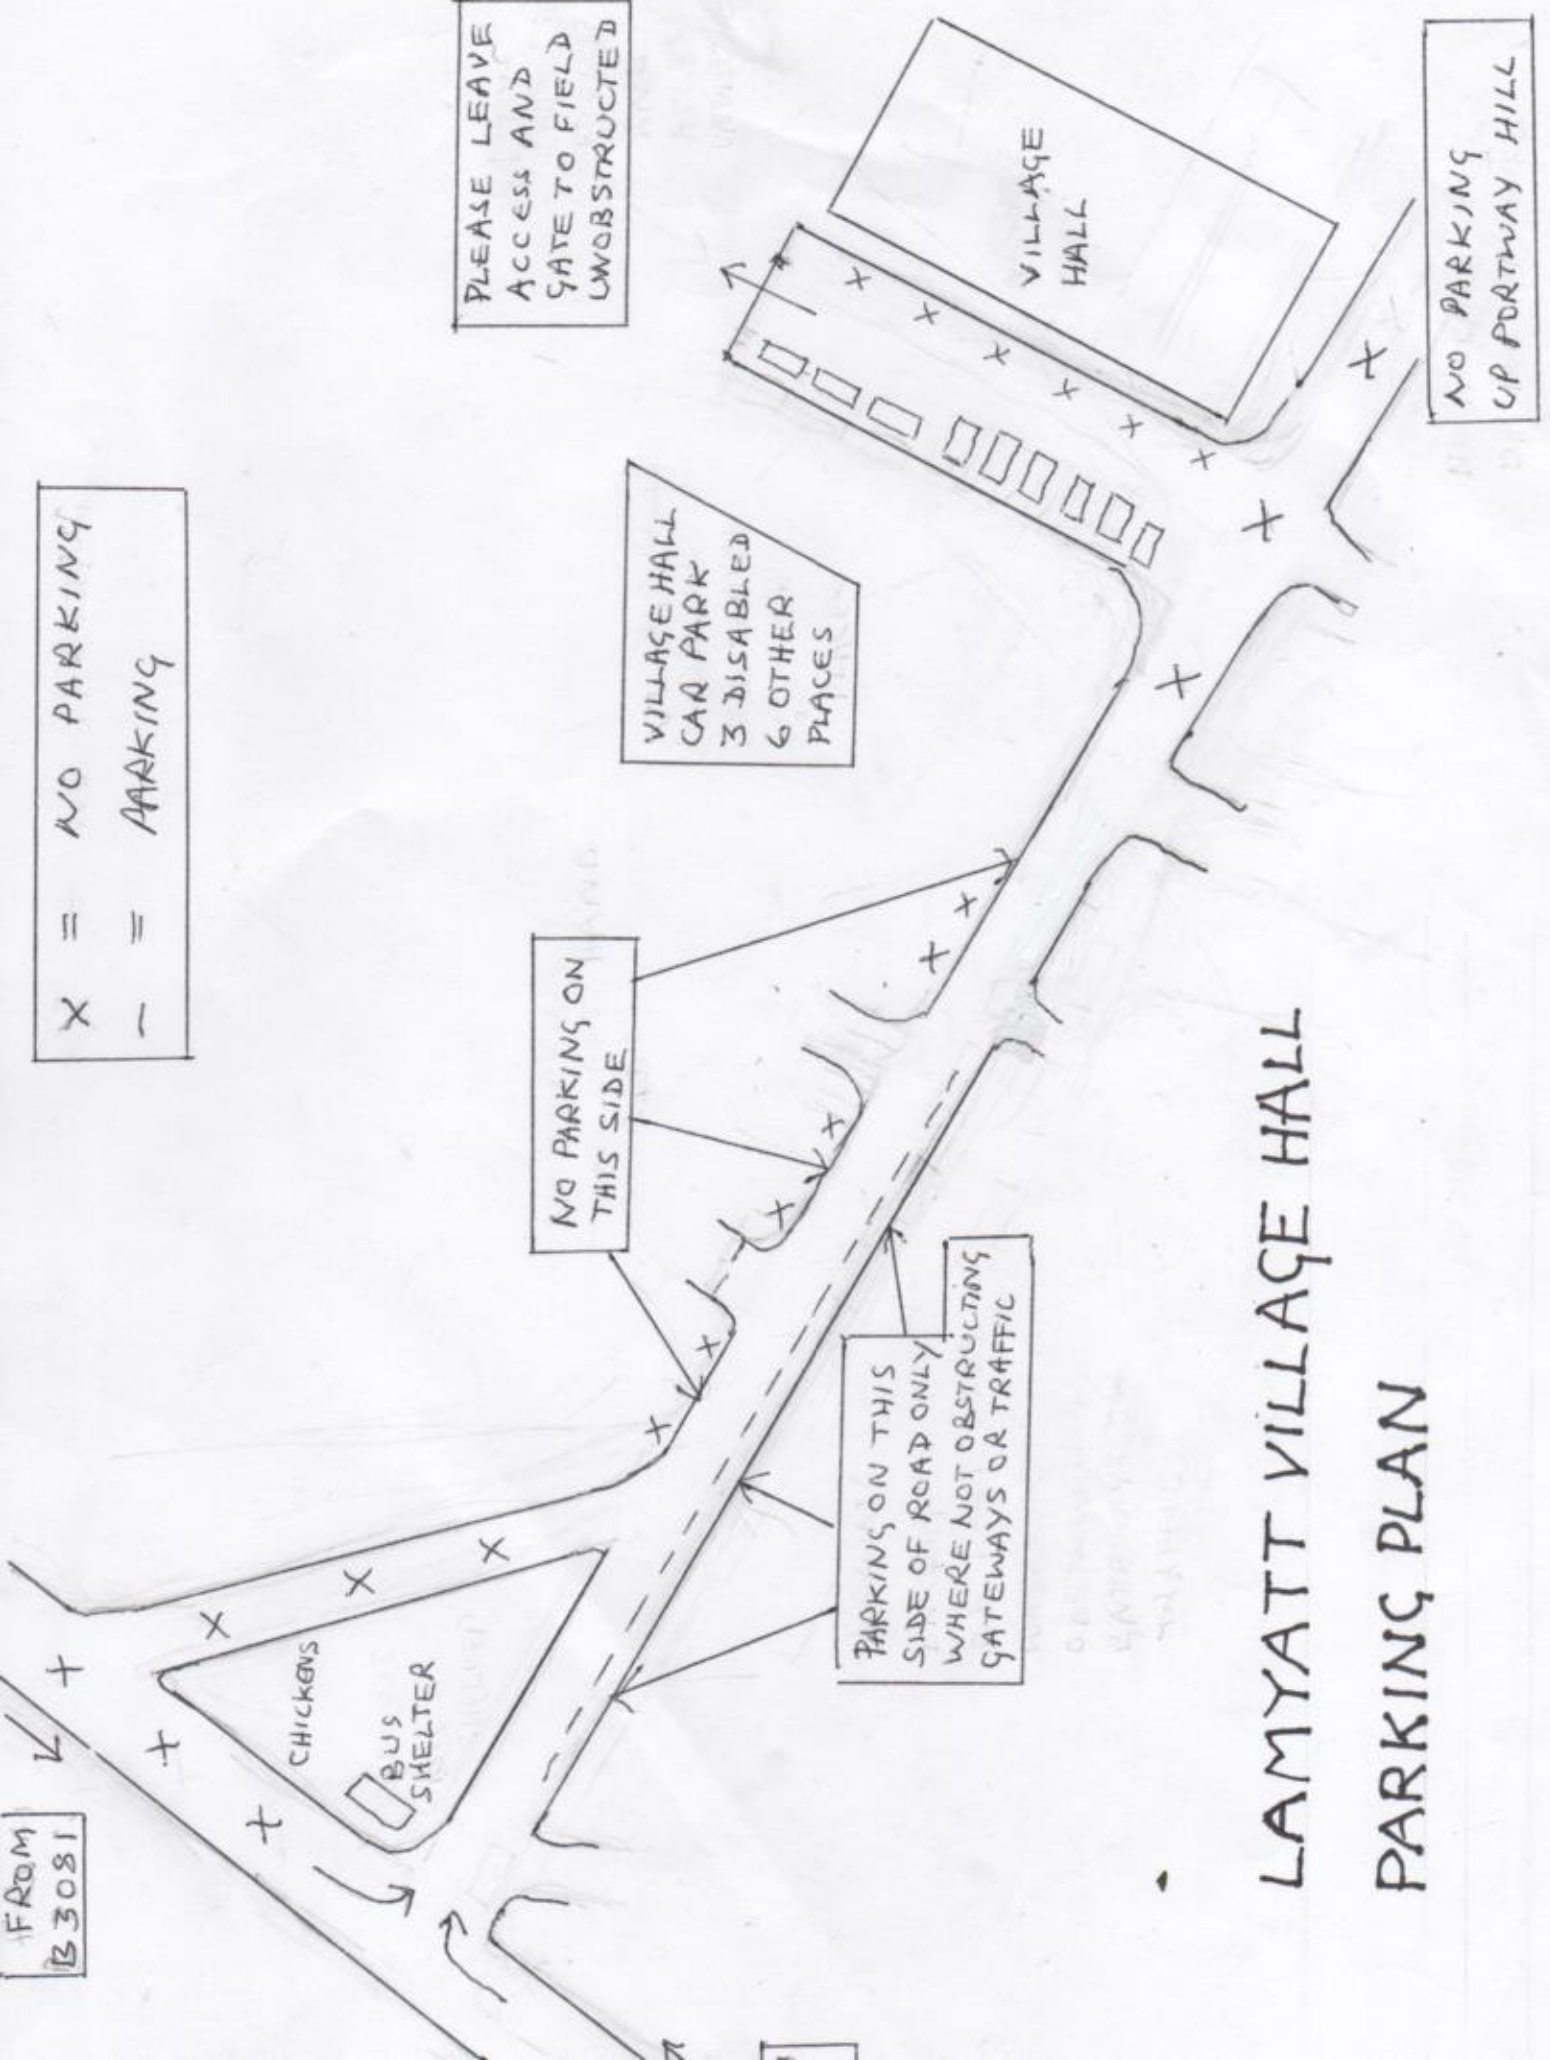 FROM
B3081
X = NO PARKING
– = PARKING
PLEASE LEAVE
ACCESS AND
GATE TO FIELD
UNOBSTRUCTED
CHICKENS
BUS
SHELTER
NO PARKING ON
THIS SIDE
VILLAGE HALL
CAR PARK
3 DISABLED
6 OTHER
PLACES
VILLAGE
HALL
PARKING ON THIS
SIDE OF ROAD ONLY
WHERE NOT OBSTRUCTING
GATEWAYS OR TRAFFIC
LAMYATT VILLAGE HALL
PARKING PLAN
NO PARKING
UP PORTWAY HILL